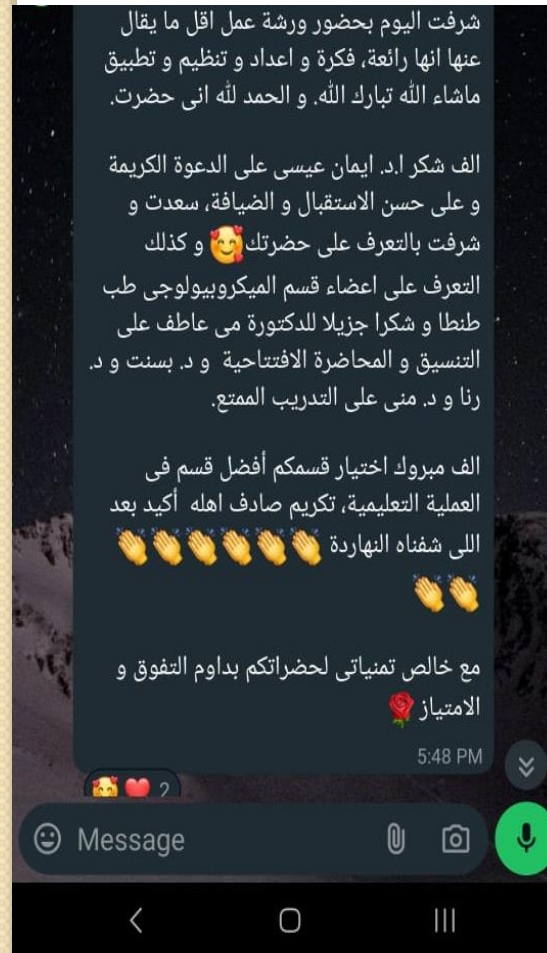 شرفت اليوم بحضور ورشة عمل اقل ما يقال
عنها انها رائعة، فكرة و اعداد و تنظيم و تطبيق
ماشاء الله تبارك الله. و الحمد لله انى حضرت.
الف شكر ا.د. ايمان عيسى على الدعوة الكريمة
و على حسن الاستقبال و الضيافة، سعدت و
شرفت بالتعرف على حضرتك🥰 و كذلك
التعرف على اعضاء قسم الميكروبيولوجى طب
طنطا و شكرا جزيلا للدكتورة مى عاطف على
التنسيق و المحاضرة الافتتاحية و د. بسنت و د.
رنا و د. منى على التدريب الممتع.
الف مبروك اختيار قسمكم أفضل قسم فى
العملية التعليمية، تكريم صادف اهله أكيد بعد
اللى شفناه النهاردة 👏👏👏👏👏👏
👏👏
مع خالص تمنياتى لحضراتكم بداوم التفوق و
الامتياز🌹
5:48 PM
🥰❤️ 2
Message